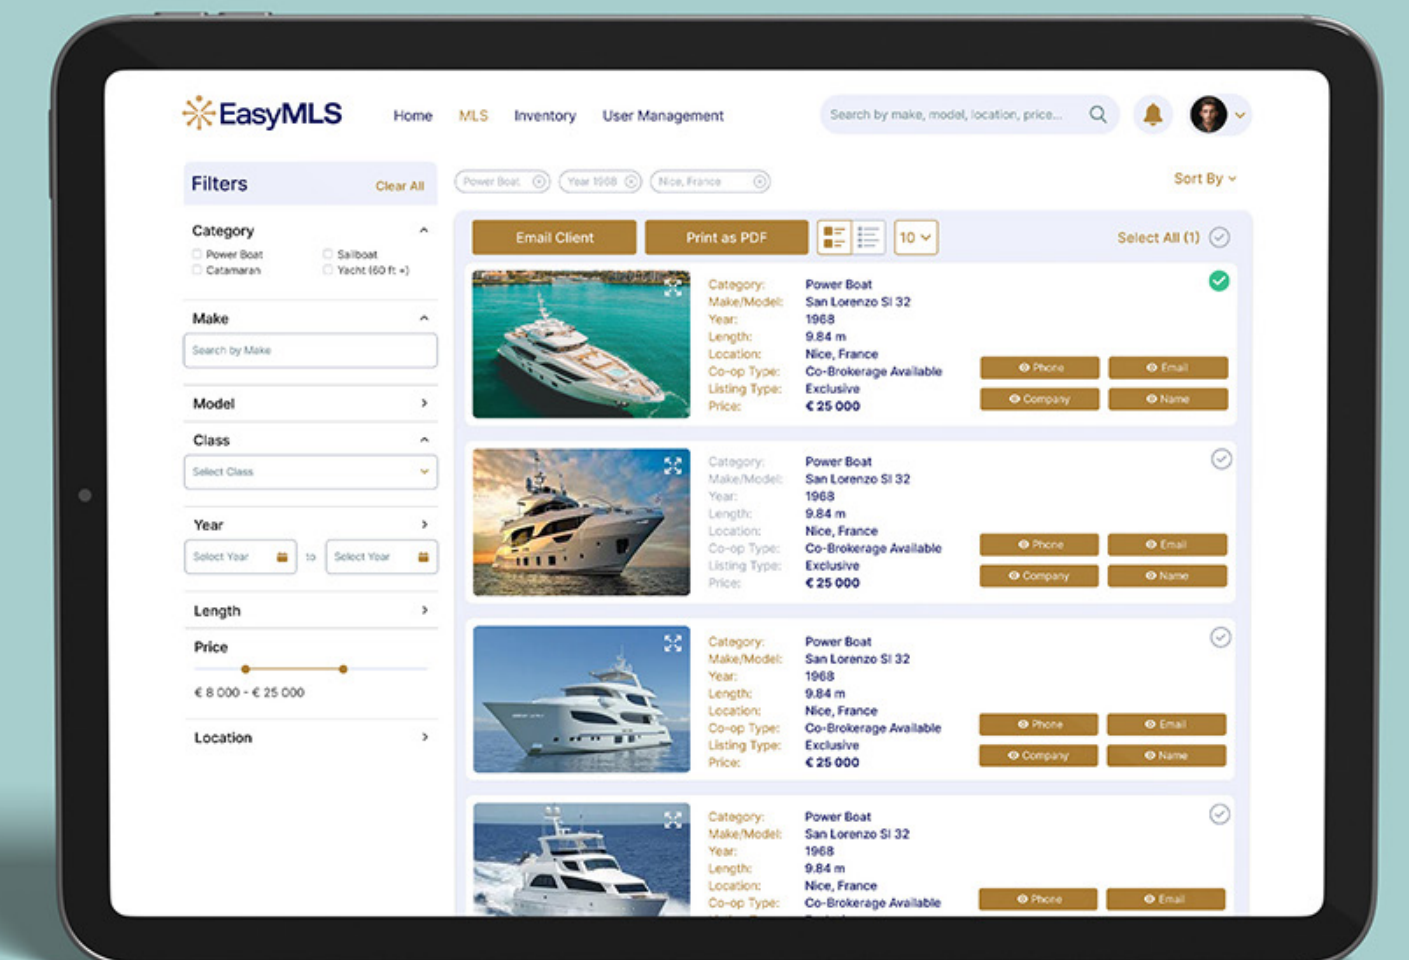 EasyMLS
Home MLS Inventory User Management
Search by make, model, location, price...
Filters Clear All
Power Boat Year 1968 Nice, France
Sort By
Category
Power Boat Sailboat
Catamaran Yacht (60 ft +)
Make
Search by Make
Model
Class
Select Class
Year
Select Year to Select Year
Length
Price
€ 8 000 - € 25 000
Location
Email Client Print as PDF 10 Select All (1)
Category: Power Boat
Make/Model: San Lorenzo Sl 32
Year: 1968
Length: 9.84 m
Location: Nice, France
Co-op Type: Co-Brokerage Available
Listing Type: Exclusive
Price: € 25 000
Phone Email
Company Name
Category: Power Boat
Make/Model: San Lorenzo Sl 32
Year: 1968
Length: 9.84 m
Location: Nice, France
Co-op Type: Co-Brokerage Available
Listing Type: Exclusive
Price: € 25 000
Phone Email
Company Name
Category: Power Boat
Make/Model: San Lorenzo Sl 32
Year: 1968
Length: 9.84 m
Location: Nice, France
Co-op Type: Co-Brokerage Available
Listing Type: Exclusive
Price: € 25 000
Phone Email
Company Name
Category: Power Boat
Make/Model: San Lorenzo Sl 32
Year: 1968
Length: 9.84 m
Location: Nice, France
Co-op Type: Co-Brokerage Available
Phone Email